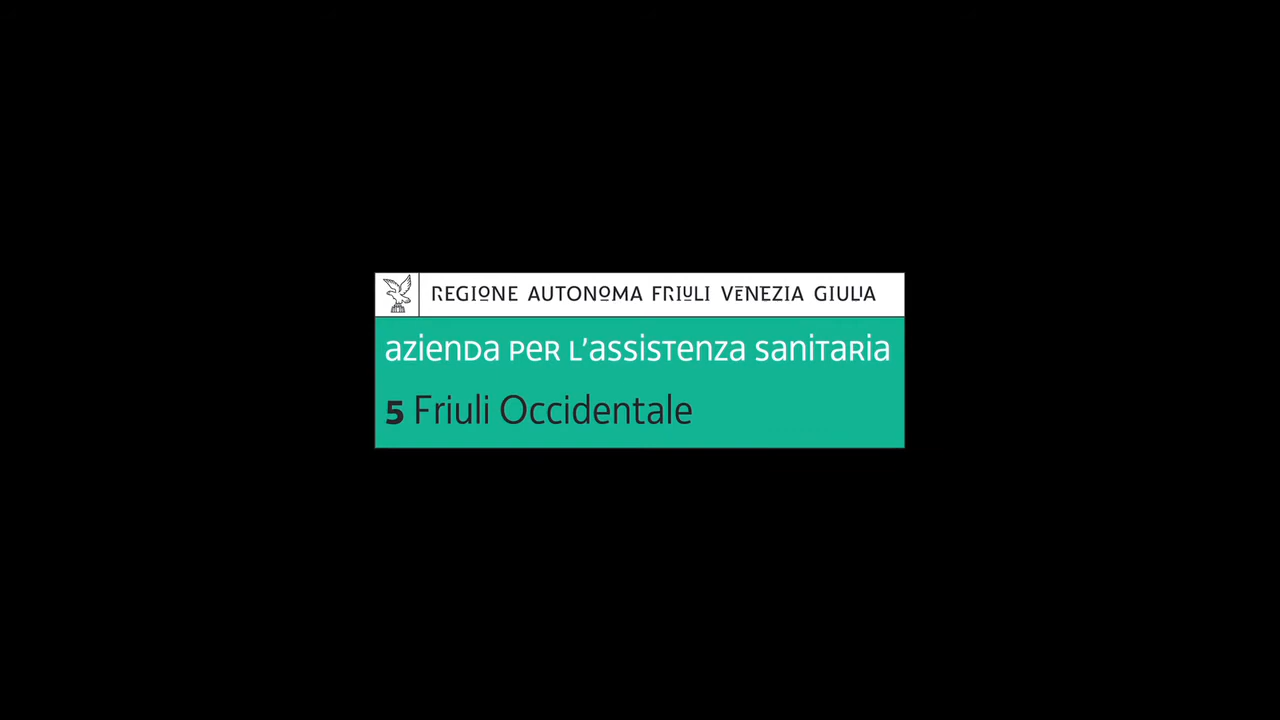 REGIONE AUTONOMA FRIULI VENEZIA GIULIA
azienda per l'assistenza sanitaria
5 Friuli Occidentale